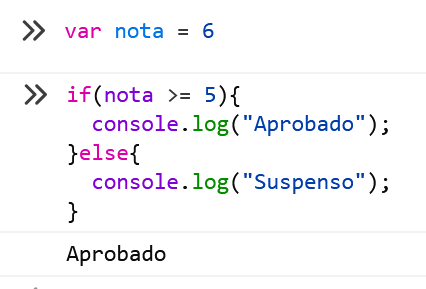 >> var nota = 6
>> if(nota >= 5){
  console.log("Aprobado");
}else{
  console.log("Suspenso");
}
Aprobado